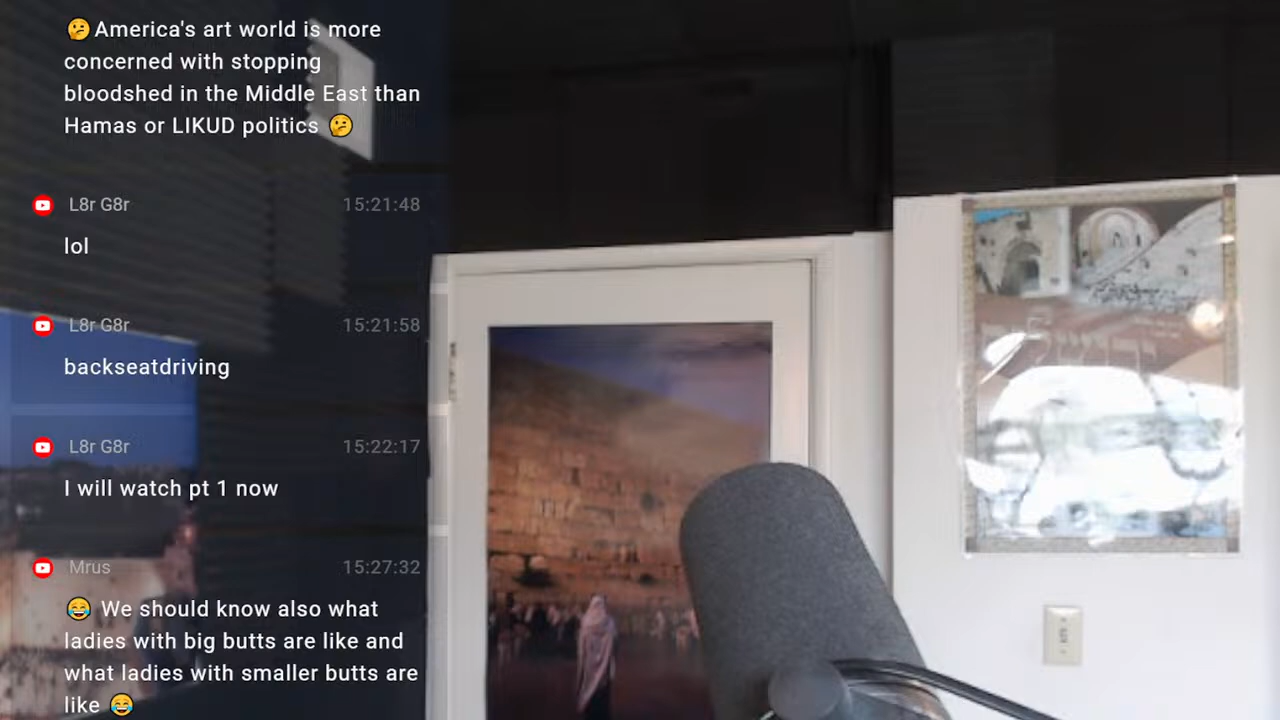 🤔America's art world is more
concerned with stopping
bloodshed in the Middle East than
Hamas or LIKUD politics 🤔
L8r G8r 15:21:48
lol
L8r G8r 15:21:58
backseatdriving
L8r G8r 15:22:17
I will watch pt 1 now
Mrus 15:27:32
😂 We should know also what
ladies with big butts are like and
what ladies with smaller butts are
like 😂